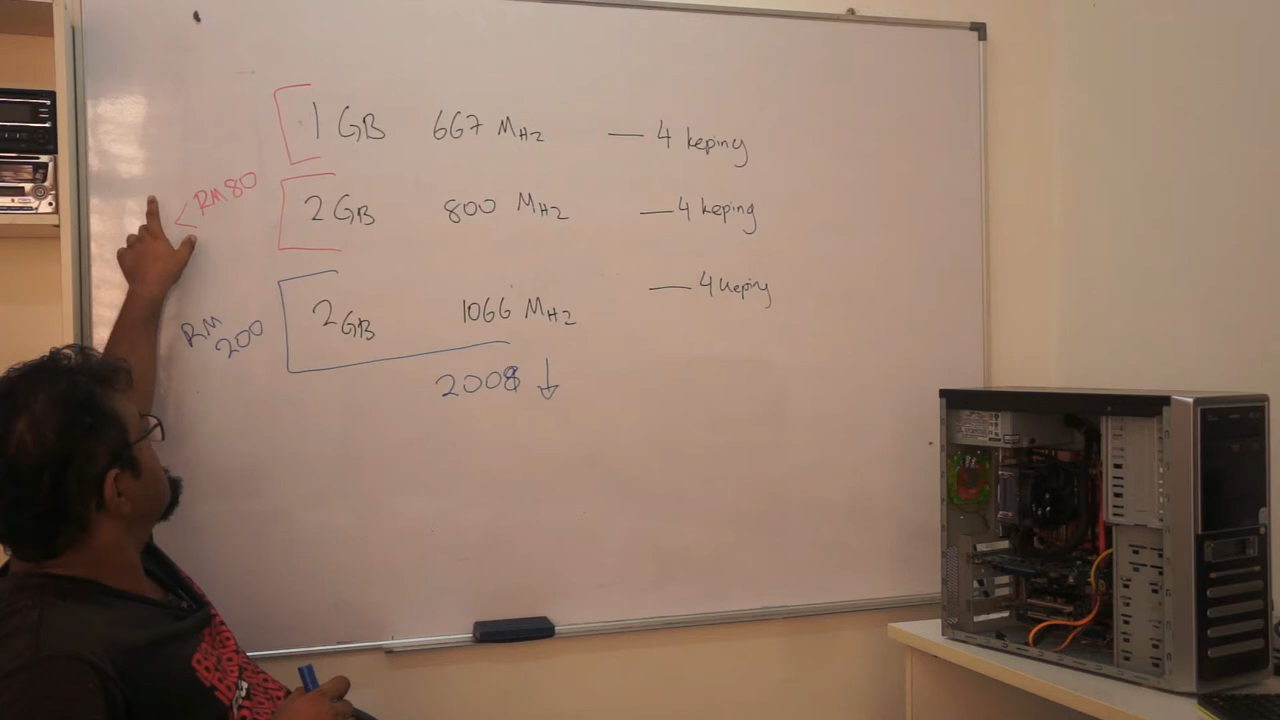 1 GB 667 MHz — 4 keping
< RM80
2 GB 800 MHz — 4 keping
2 GB 1066 MHz — 4 keping
RM 200
2008 ↓